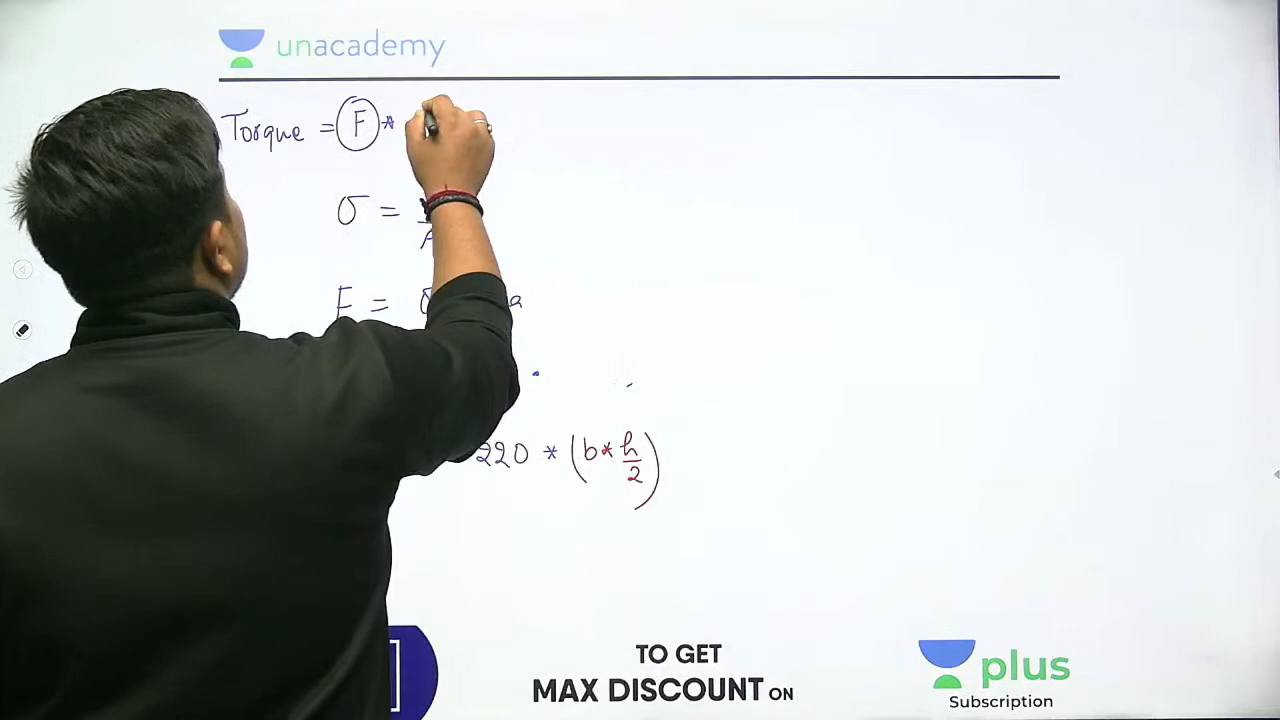 unacademy
Torque = F *
σ =
F = σ a
220 * (b * h/2)
TO GET
MAX DISCOUNT ON
plus
Subscription